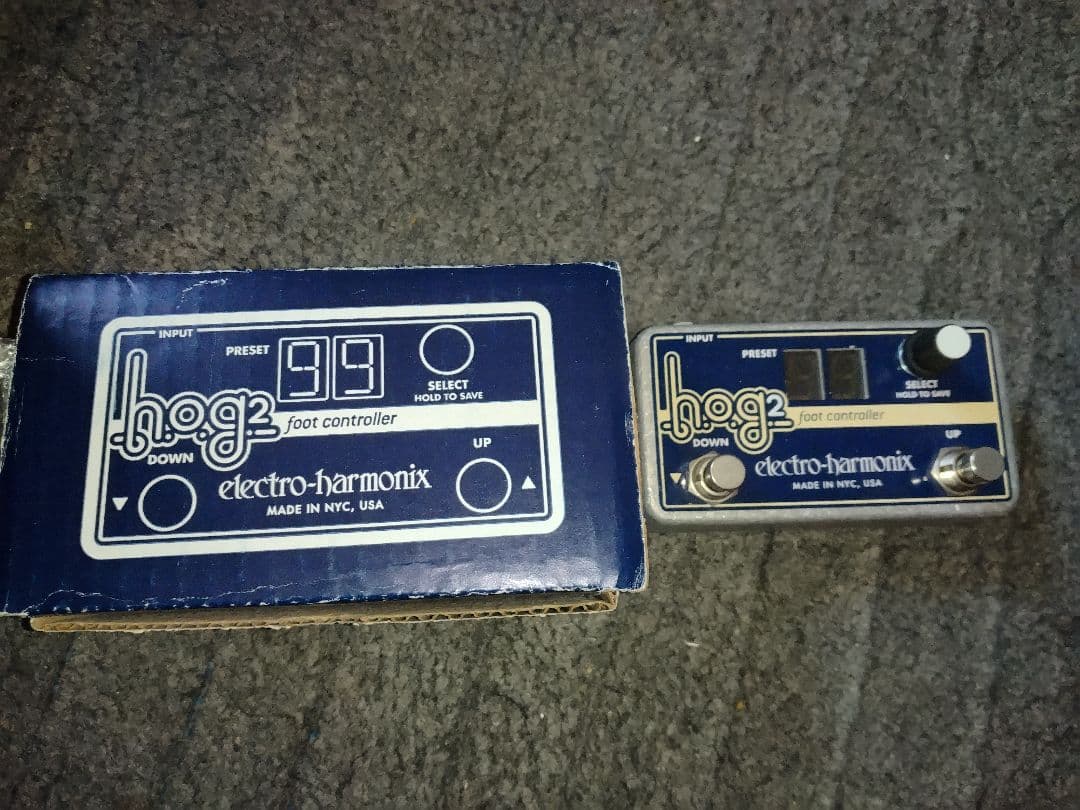 INPUT
PRESET
99
SELECT
HOLD TO SAVE
h.o.g2
foot controller
DOWN
UP
electro-harmonix
MADE IN NYC, USA
INPUT
PRESET
SELECT
HOLD TO SAVE
h.o.g2
foot controller
DOWN
UP
electro-harmonix
MADE IN NYC, USA